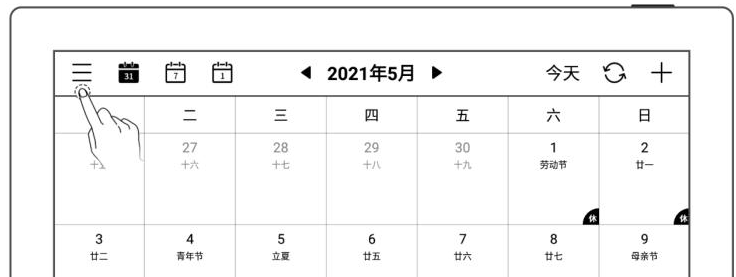 31 7 1 2021年5月 今天
二 三 四 五 六 日
27 28 29 30 1 2
十六 十七 十八 十九 劳动节 廿一
休 休
3 4 5 6 7 8 9
廿二 青年节 立夏 廿五 廿六 廿七 母亲节